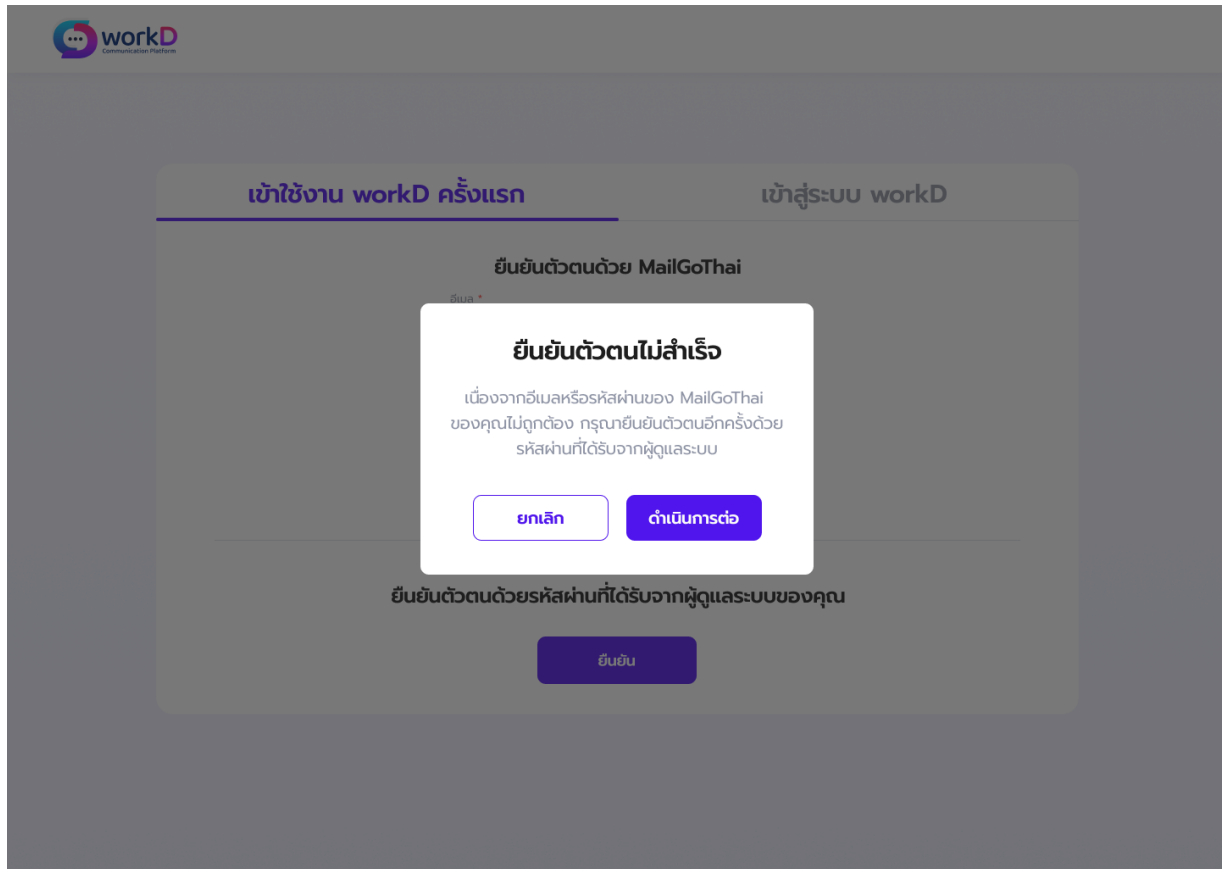 workD
Communication Platform
เข้าใช้งาน workD ครั้งแรก
เข้าสู่ระบบ workD
ยืนยันตัวตนด้วย MailGoThai
อีเมล *
ยืนยันตัวตนไม่สำเร็จ
เนื่องจากอีเมลหรือรหัสผ่านของ MailGoThai
ของคุณไม่ถูกต้อง กรุณายืนยันตัวตนอีกครั้งด้วย
รหัสผ่านที่ได้รับจากผู้ดูแลระบบ
ยกเลิก
ดำเนินการต่อ
ยืนยันตัวตนด้วยรหัสผ่านที่ได้รับจากผู้ดูแลระบบของคุณ
ยืนยัน